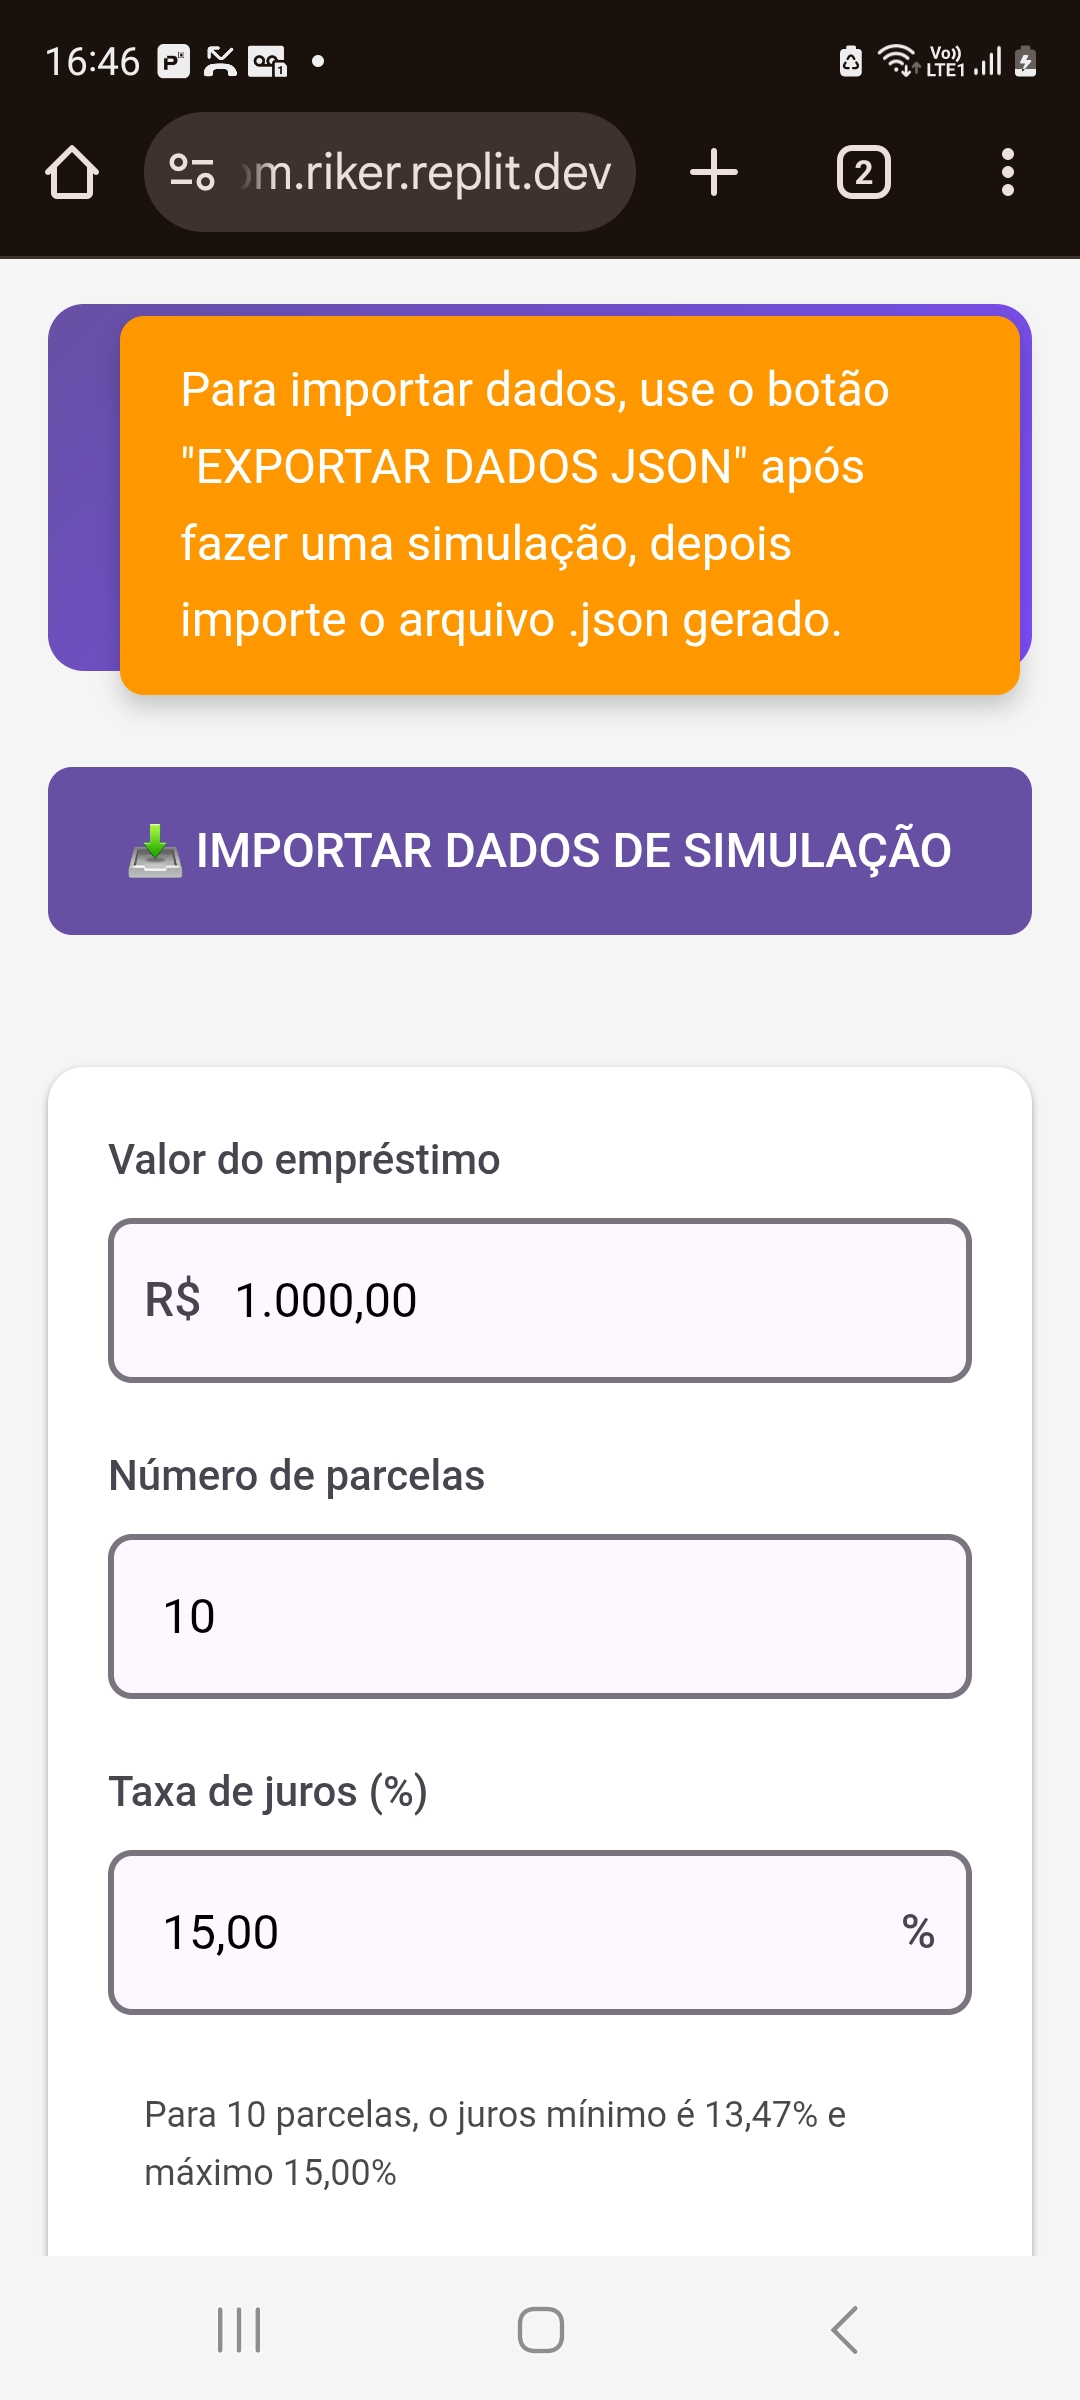 16:46
Vo))
LTE1
m.riker.replit.dev
2
Para importar dados, use o botão
"EXPORTAR DADOS JSON" após
fazer uma simulação, depois
importe o arquivo .json gerado.
IMPORTAR DADOS DE SIMULAÇÃO
Valor do empréstimo
R$ 1.000,00
Número de parcelas
10
Taxa de juros (%)
15,00 %
Para 10 parcelas, o juros mínimo é 13,47% e
máximo 15,00%